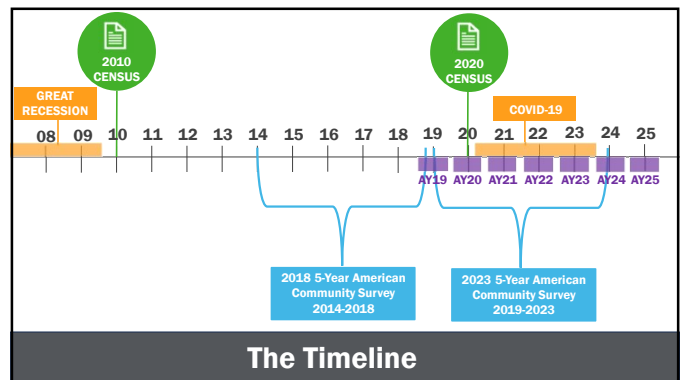 2010
CENSUS
2020
CENSUS
GREAT
RECESSION
COVID-19
08 09 10 11 12 13 14 15 16 17 18 19 20 21 22 23 24 25
AY19 AY20 AY21 AY22 AY23 AY24 AY25
2018 5-Year American
Community Survey
2014-2018
2023 5-Year American
Community Survey
2019-2023
The Timeline